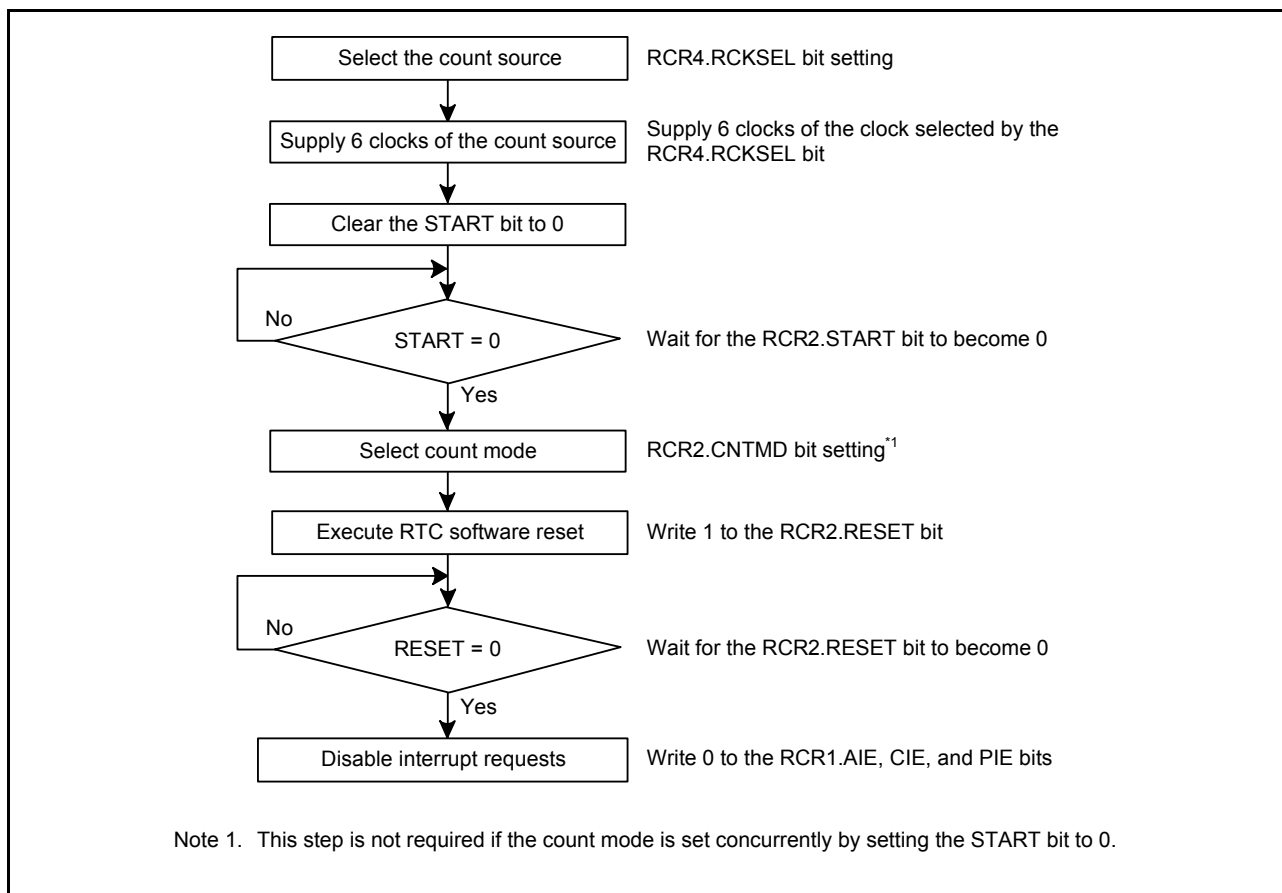 Select the count source
RCR4.RCKSEL bit setting
Supply 6 clocks of the count source
Supply 6 clocks of the clock selected by the
RCR4.RCKSEL bit
Clear the START bit to 0
No
START = 0
Wait for the RCR2.START bit to become 0
Yes
Select count mode
RCR2.CNTMD bit setting*1
Execute RTC software reset
Write 1 to the RCR2.RESET bit
No
RESET = 0
Wait for the RCR2.RESET bit to become 0
Yes
Disable interrupt requests
Write 0 to the RCR1.AIE, CIE, and PIE bits
Note 1. This step is not required if the count mode is set concurrently by setting the START bit to 0.